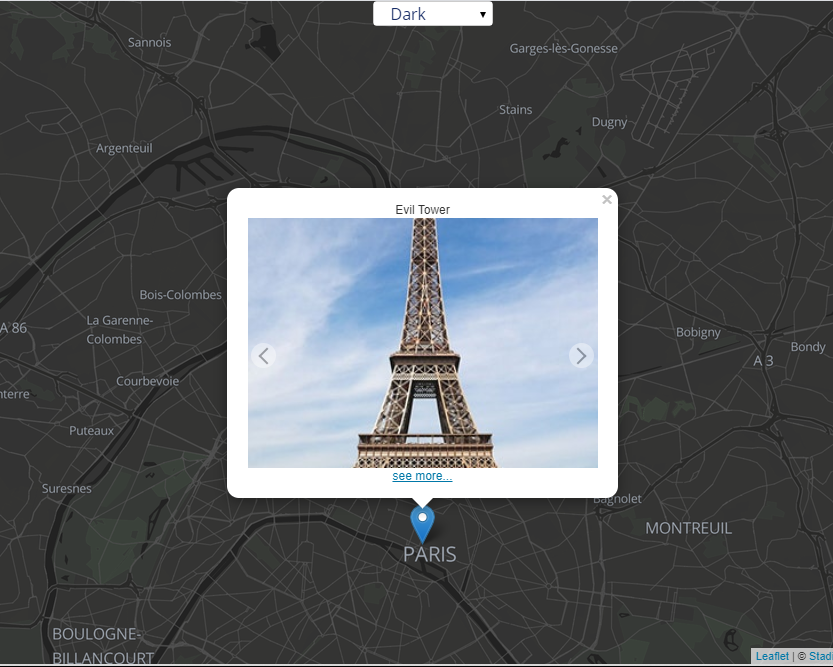 Dark
Sannois
Garges-lès-Gonesse
Stains
Dugny
Argenteuil
Evil Tower
Bois-Colombes
La Garenne-
Colombes
A 86
Bobigny
Bondy
A 3
Courbevoie
nterre
Puteaux
see more...
Suresnes
Bagnolet
MONTREUIL
PARIS
BOULOGNE-
BILLANCOURT
Leaflet | © Stad